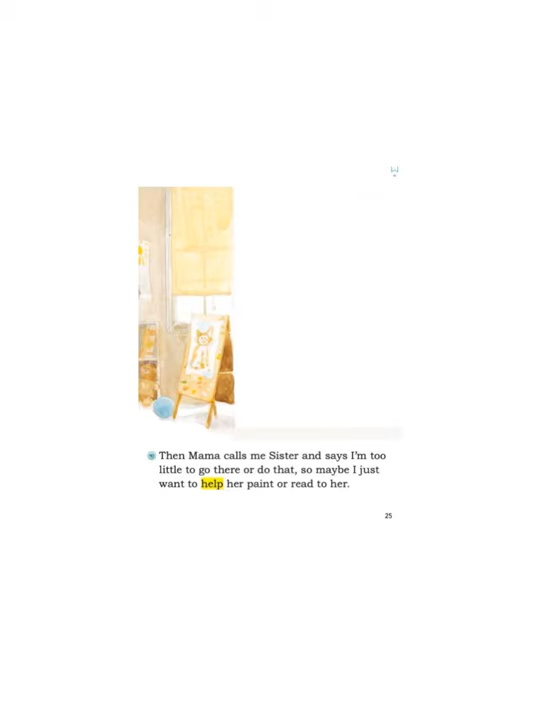 Then Mama calls me Sister and says I'm too
little to go there or do that, so maybe I just
want to help her paint or read to her.
25